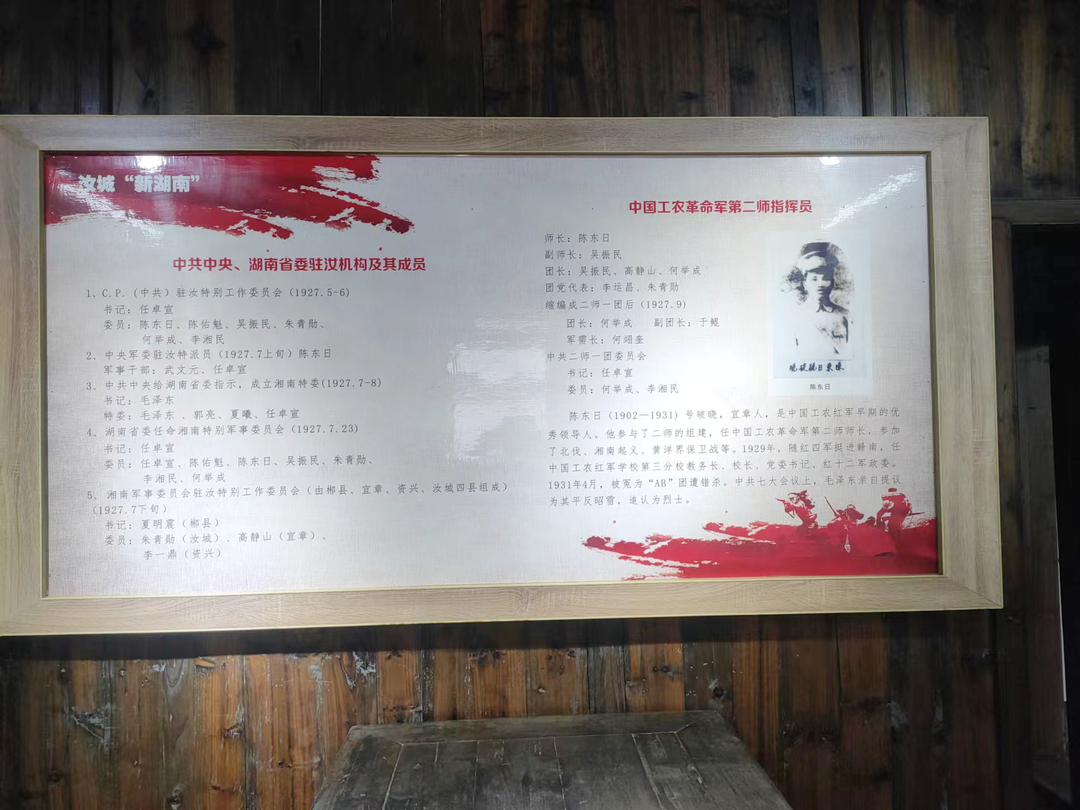 汝城“新湖南”
中共中央、湖南省委驻汝机构及其成员
1、C.P.(中共)驻汝特别工作委员会(1927.5-6)
书记:任卓宣
委员:陈东日、陈佑魁、吴振民、朱青勋、
何举成、李湘民
2、中央军委驻汝特派员(1927.7上旬)陈东日
军事干部:武文元、任卓宣
3、中共中央给湖南省委指示,成立湘南特委(1927.7-8)
书记:毛泽东
特委:毛泽东、郭亮、夏曦、任卓宣
4、湖南省委任命湘南特别军事委员会(1927.7.23)
书记:任卓宣
委员:任卓宣、陈佑魁、陈东日、吴振民、朱青勋、
李湘民、何举成
5、湘南军事委员会驻汝特别工作委员会(由郴县、宜章、资兴、汝城四县组成)
(1927.7下旬)
书记:夏明震(郴县)
委员:朱青勋(汝城)、高静山(宜章)、
李一鼎(资兴)
中国工农革命军第二师指挥员
师长:陈东日
副师长:吴振民
团长:吴振民、高静山、何举成
团党代表:李运昌、朱青勋
缩编成二师一团后(1927.9)
团长:何举成 副团长:于鲲
军需长:何翊奎
中共二师一团委员会
书记:任卓宣
委员:何举成、李湘民
晓破号日东陈
陈东日
陈东日(1902—1931)号破晓,宜章人,是中国工农红军早期的优
秀领导人。他参与了二师的组建,任中国工农革命军第二师师长,参加
了北伐、湘南起义、黄洋界保卫战等。1929年,随红四军挺进赣南,任
中国工农红军学校第三分校教务长、校长、党委书记、红十二军政委。
1931年4月,被冤为“AB”团遭错杀。中共七大会议上,毛泽东亲自提议
为其平反昭雪,追认为烈士。